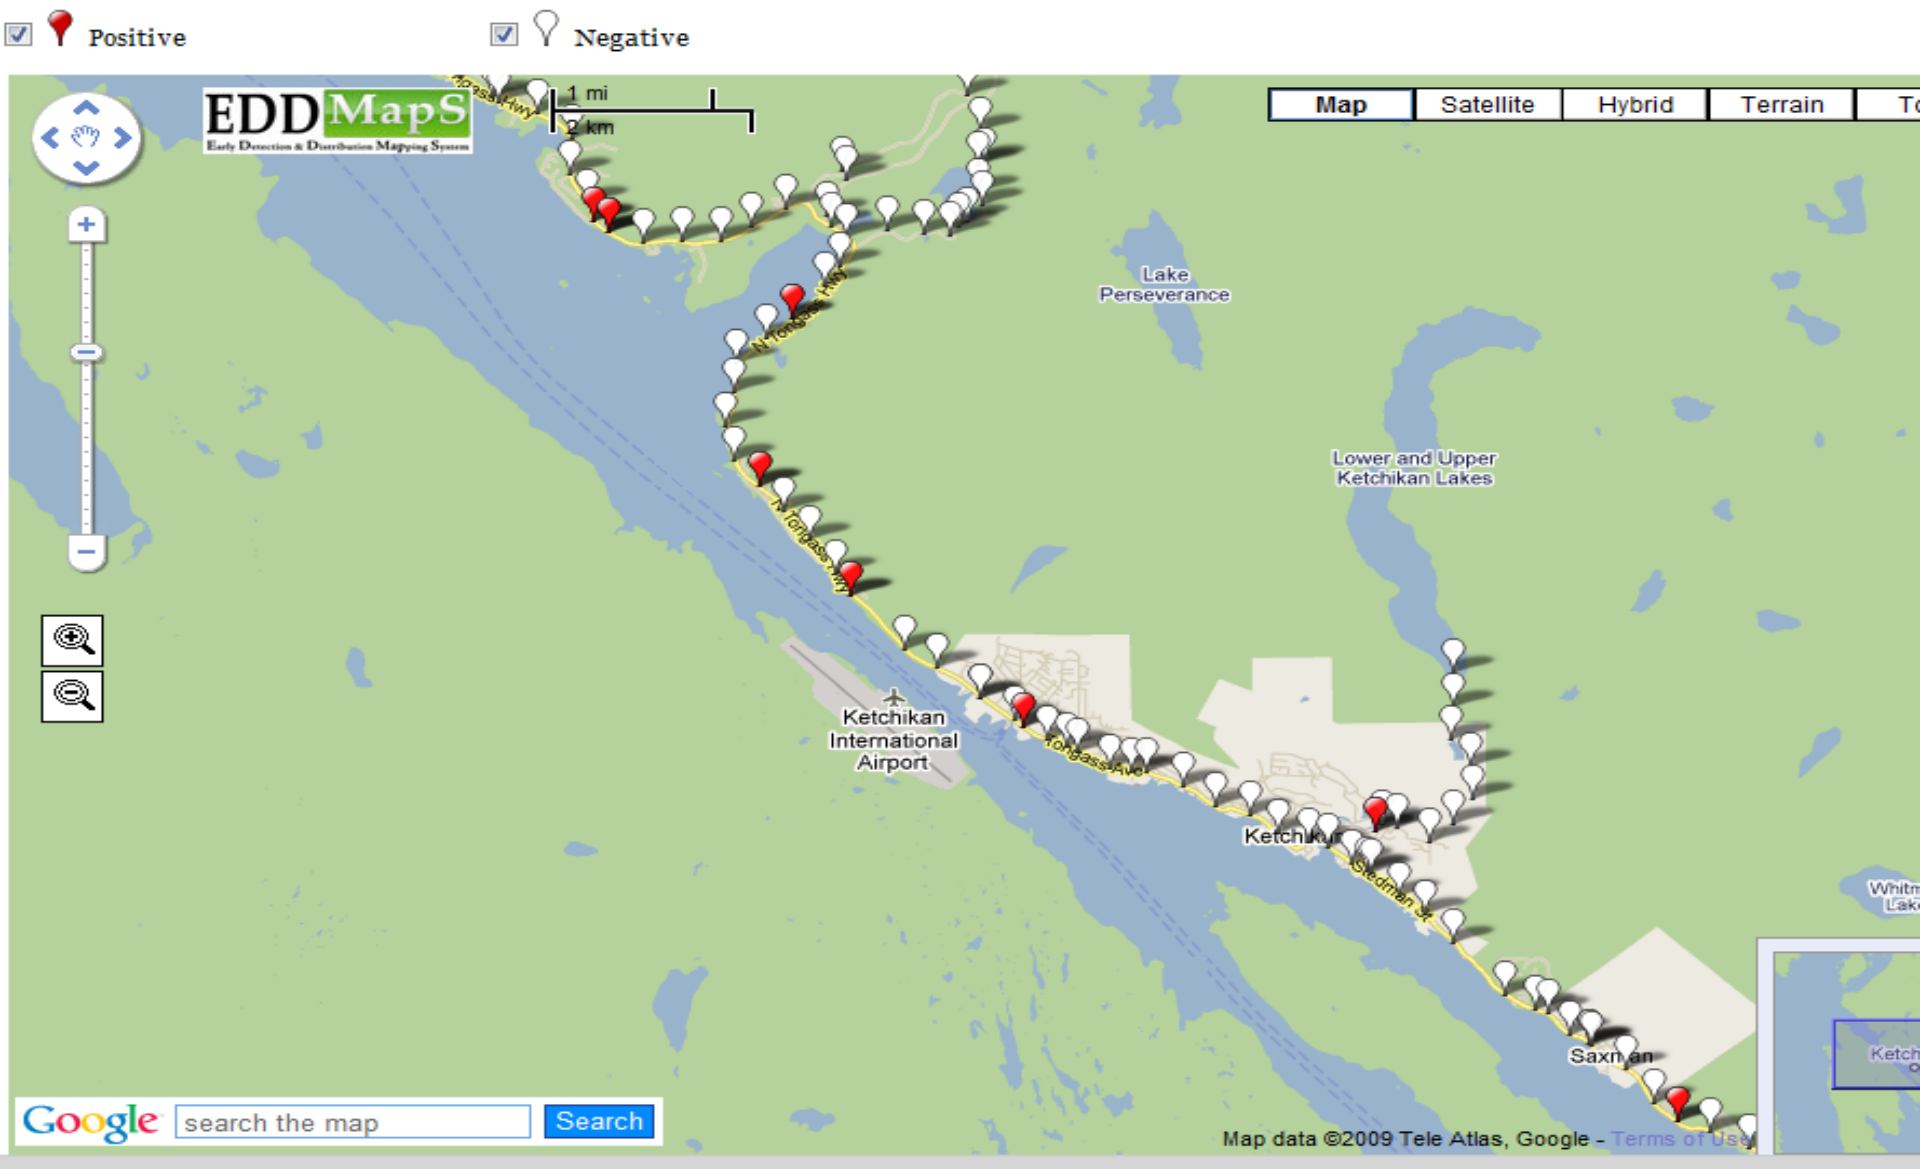 Positive
Negative
EDDMapS
Early Detection & Distribution Mapping System
1 mi
2 km
Map
Satellite
Hybrid
Terrain
Hwy
Lake
Perseverance
N Tongass Hwy
Lower and Upper
Ketchikan Lakes
N Tongass Hwy
Ketchikan
International
Airport
Tongass Ave
Ketchikan
Stedman St
Saxman
Google
search the map
Search
Map data ©2009 Tele Atlas, Google - Terms of Use